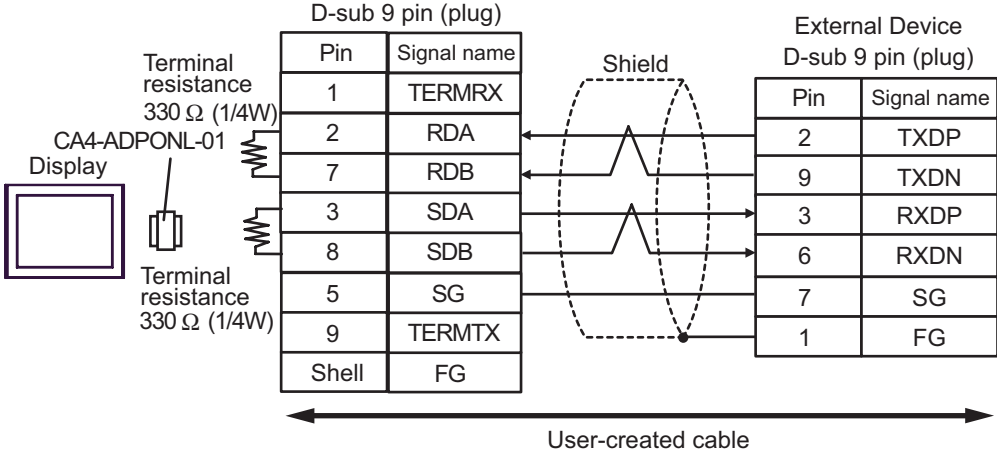 D-sub 9 pin (plug)
Pin Signal name
1 TERMRX
2 RDA
7 RDB
3 SDA
8 SDB
5 SG
9 TERMTX
Shell FG
Terminal
resistance
330 Ω (1/4W)
CA4-ADPONL-01
Display
Terminal
resistance
330 Ω (1/4W)
Shield
External Device
D-sub 9 pin (plug)
Pin Signal name
2 TXDP
9 TXDN
3 RXDP
6 RXDN
7 SG
1 FG
User-created cable